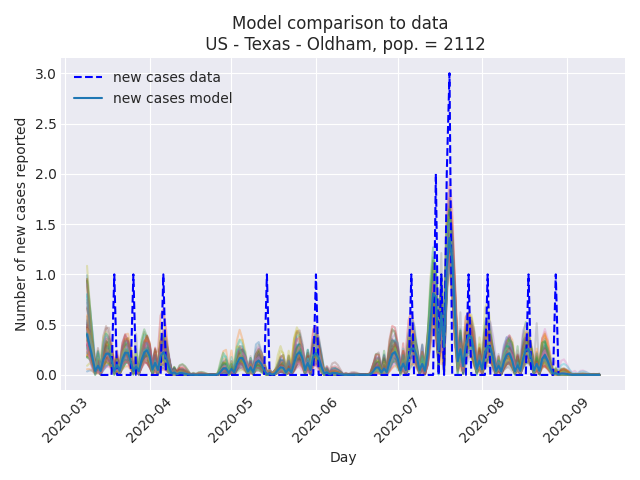 Model comparison to data
US - Texas - Oldham, pop. = 2112
new cases data
new cases model
Number of new cases reported
3.0
2.5
2.0
1.5
1.0
0.5
0.0
2020-03
2020-04
2020-05
2020-06
2020-07
2020-08
2020-09
Day